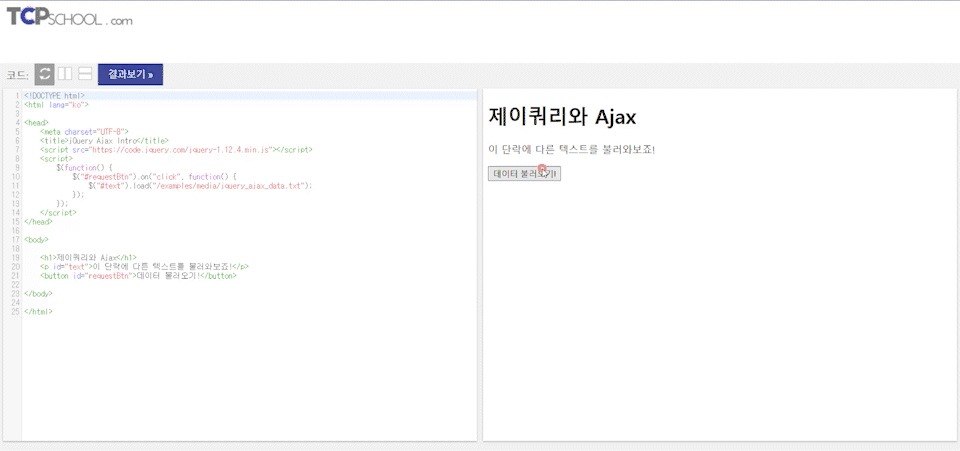 TCPSCHOOL.com
코드:
결과보기 »
1 <!DOCTYPE html>
2 <html lang="ko">
3
4 <head>
5 <meta charset="UTF-8">
6 <title>jQuery Ajax Intro</title>
7 <script src="https://code.jquery.com/jquery-1.12.4.min.js"></script>
8 <script>
9 $(function() {
10 $("#requestBtn").on("click", function() {
11 $("#text").load("/examples/media/jquery_ajax_data.txt");
12 });
13 });
14 </script>
15 </head>
16
17 <body>
18
19 <h1>제이쿼리와 Ajax</h1>
20 <p id="text">이 단락에 다른 텍스트를 불러와보죠!</p>
21 <button id="requestBtn">데이터 불러오기!</button>
22
23 </body>
24
25 </html>
제이쿼리와 Ajax
이 단락에 다른 텍스트를 불러와보죠!
데이터 불러오기!